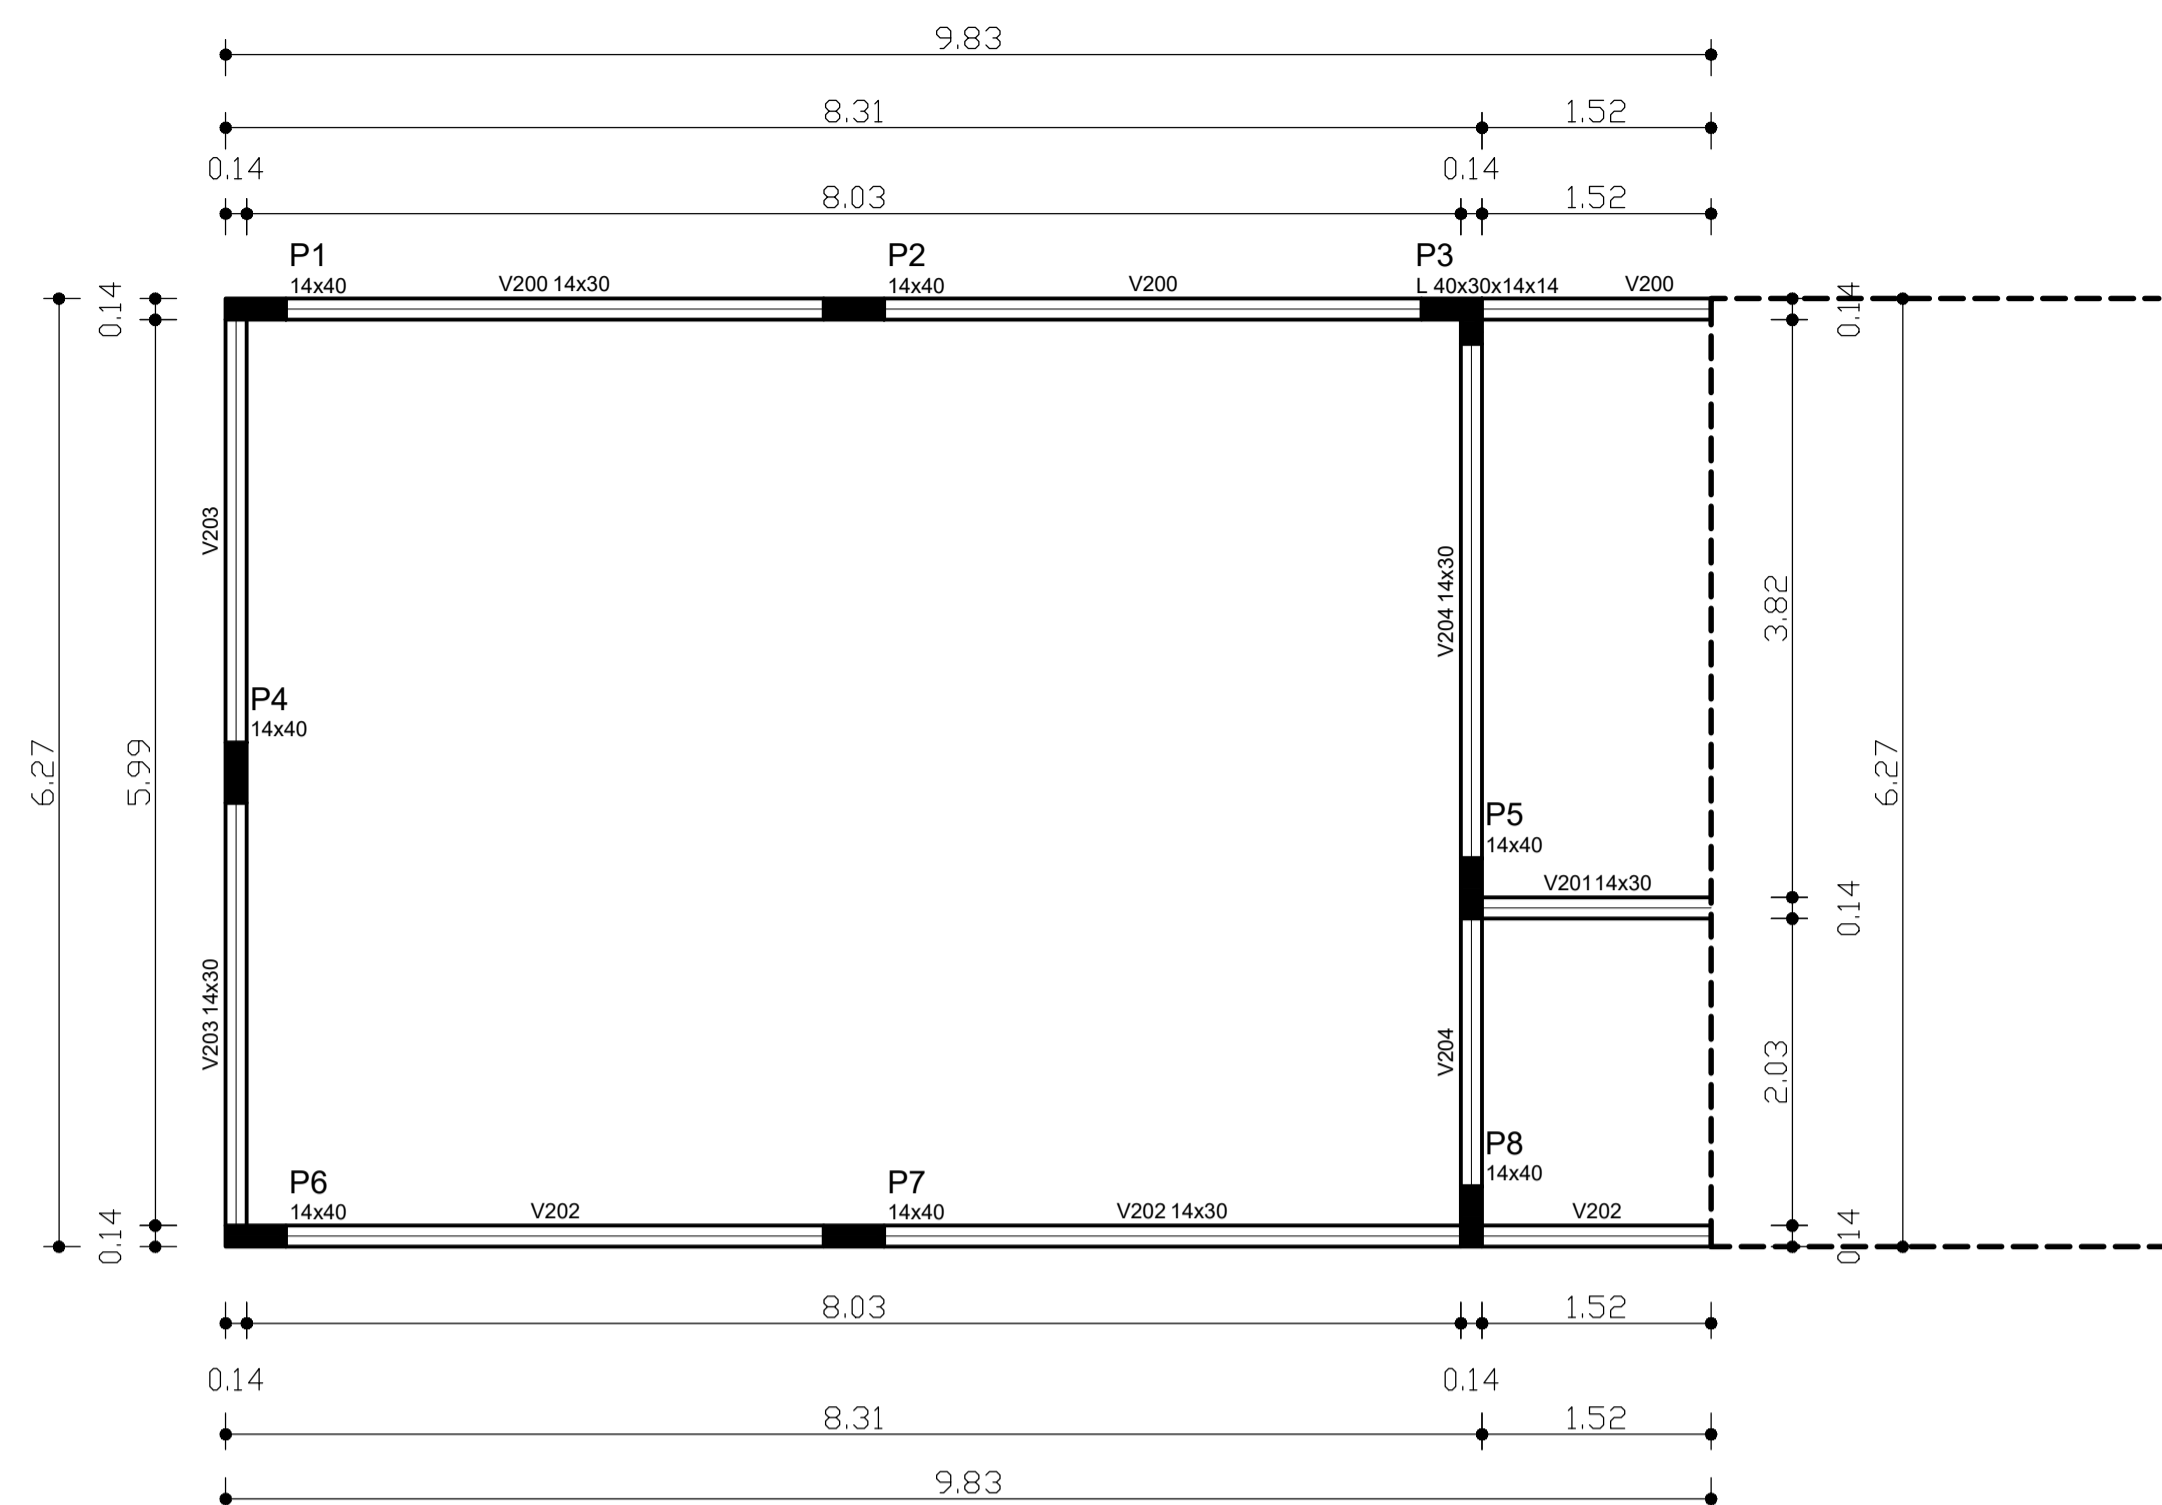 9.83
8.31 1.52
0.14 0.14
8.03 1.52
P1 P2 P3
14x40 V200 14x30 14x40 V200 L 40x30x14x14 V200
0.14 0.14
V203
V204 14x30
3.82
P4
14x40
6.27 5.99 6.27
P5
14x40
V20114x30
0.14
V203 14x30
V204
2.03
P8
14x40
P6 P7
14x40 V202 14x40 V202 14x30 V202
0.14 0.14
8.03 1.52
0.14 0.14
8.31 1.52
9.83